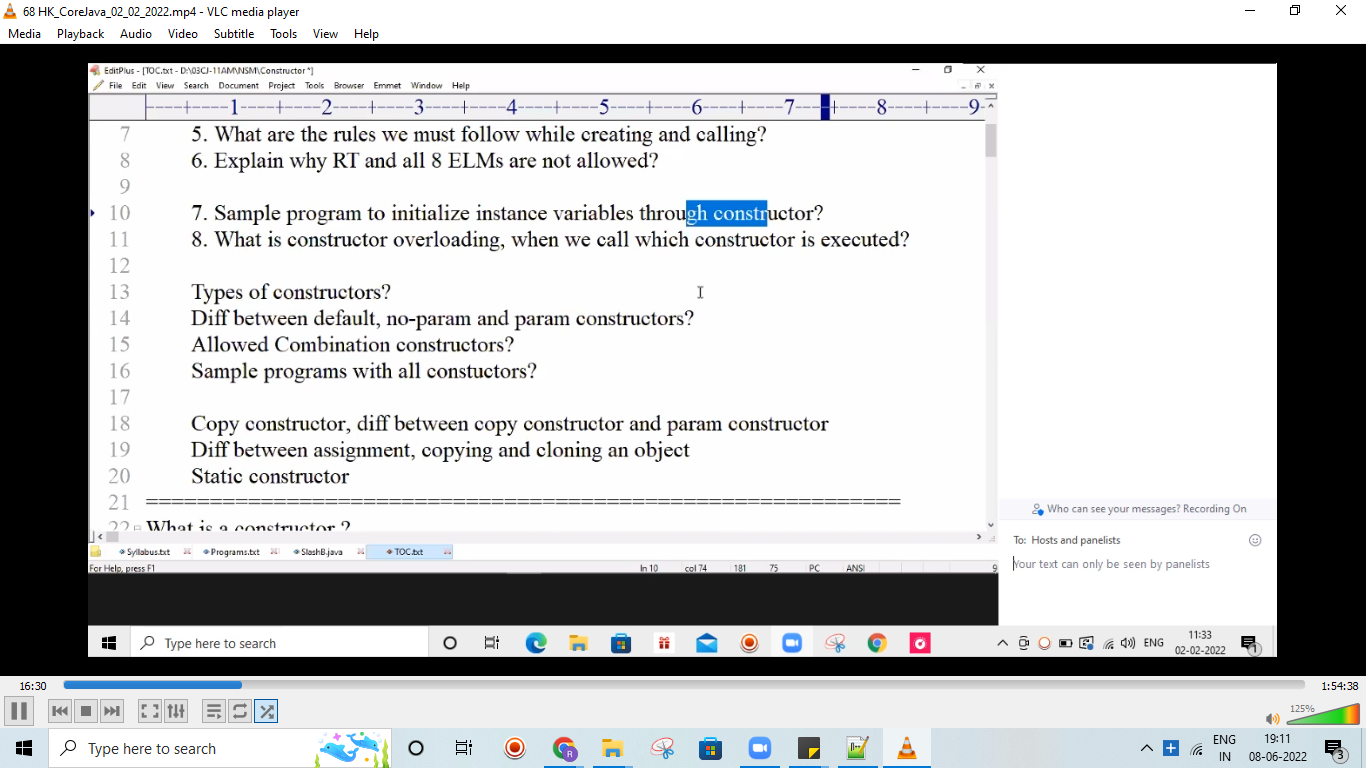 68 HK_CoreJava_02_02_2022.mp4 - VLC media player
Media Playback Audio Video Subtitle Tools View Help
EditPlus - [TOC.txt - D:\03CJ-11AM\NSM\Constructor *]
File Edit View Search Document Project Tools Browser Emmet Window Help
----+----1----+----2----+----3----+----4----+----5----+----6----+----7----+----8----+----9-
7 5. What are the rules we must follow while creating and calling?
8 6. Explain why RT and all 8 ELMs are not allowed?
9
10 7. Sample program to initialize instance variables through constructor?
11 8. What is constructor overloading, when we call which constructor is executed?
12
13 Types of constructors?
14 Diff between default, no-param and param constructors?
15 Allowed Combination constructors?
16 Sample programs with all constuctors?
17
18 Copy constructor, diff between copy constructor and param constructor
19 Diff between assignment, copying and cloning an object
20 Static constructor
21 ==========================================================
22 What is a constructor ?
Syllabus.txt Programs.txt SlashB.java TOC.txt
For Help, press F1 ln 10 col 74 181 75 PC ANSI 9
Who can see your messages? Recording On
To: Hosts and panelists
Your text can only be seen by panelists
Type here to search ENG 11:33
02-02-2022 1
16:30 1:54:38
125%
Type here to search R ENG 19:11
IN 08-06-2022 3